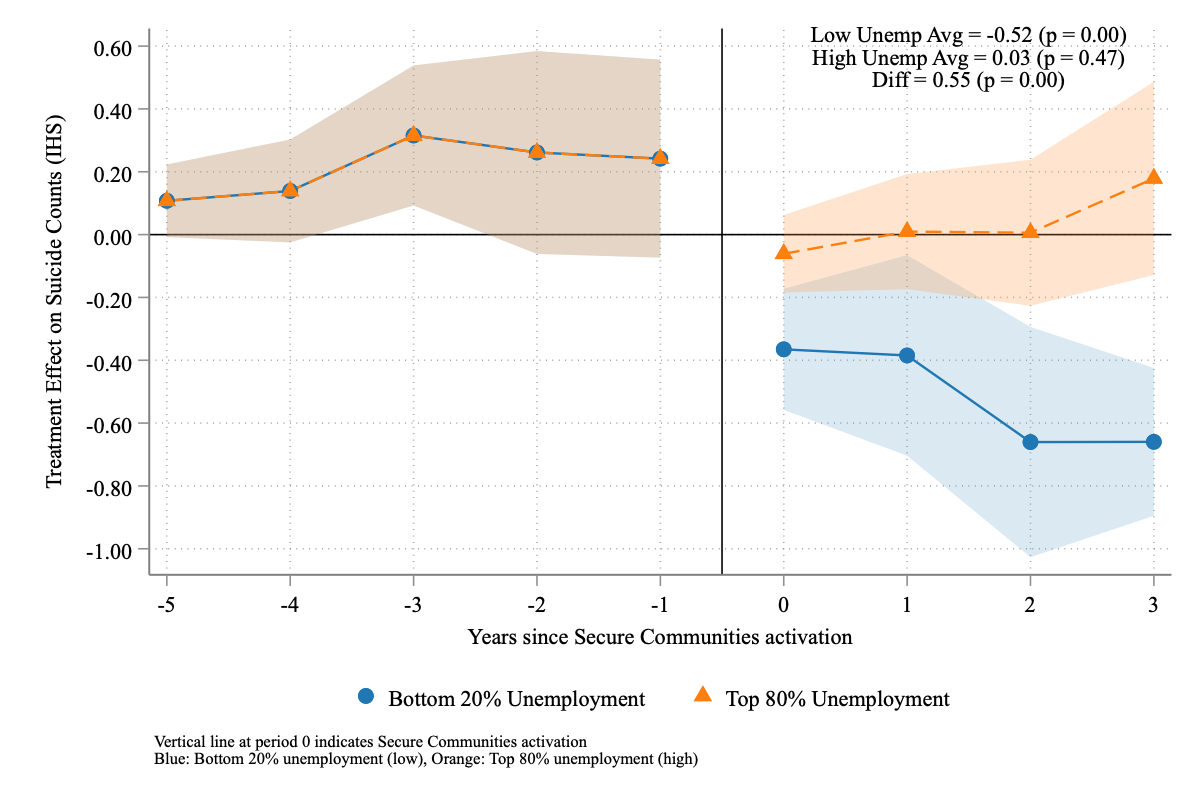 Low Unemp Avg = -0.52 (p = 0.00)
High Unemp Avg = 0.03 (p = 0.47)
Diff = 0.55 (p = 0.00)
Treatment Effect on Suicide Counts (IHS)
0.60
0.40
0.20
0.00
-0.20
-0.40
-0.60
-0.80
-1.00
-5 -4 -3 -2 -1 0 1 2 3
Years since Secure Communities activation
Bottom 20% Unemployment Top 80% Unemployment
Vertical line at period 0 indicates Secure Communities activation
Blue: Bottom 20% unemployment (low), Orange: Top 80% unemployment (high)